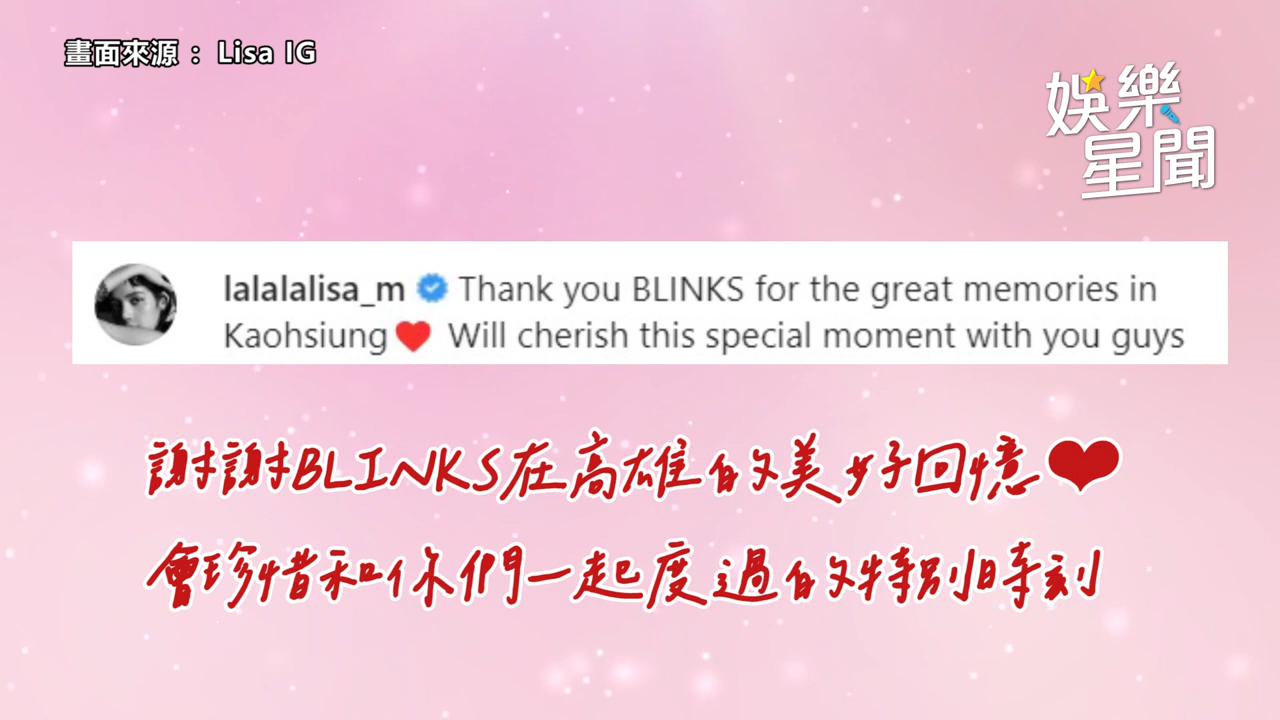 畫面來源 : Lisa IG
娛樂
星聞
lalalalisa_m Thank you BLINKS for the great memories in
Kaohsiung❤ Will cherish this special moment with you guys
謝謝BLINKS在高雄的美好回憶❤
會珍惜和你們一起度過的特別時刻